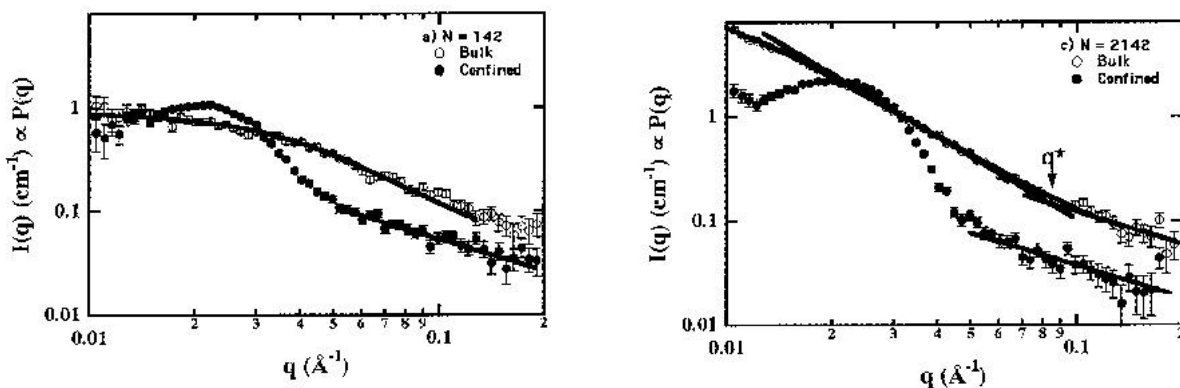 a) N = 142
Bulk
Confined
I(q) (cm⁻¹) ∝ P(q)
1
0.1
0.01
0.01
2
3
4
5
6
7
8
9
0.1
2
q (Å⁻¹)
c) N = 2142
Bulk
Confined
I(q) (cm⁻¹) ∝ P(q)
q*
1
0.1
0.01
0.01
2
3
4
5
6
7
8
9
0.1
2
q (Å⁻¹)